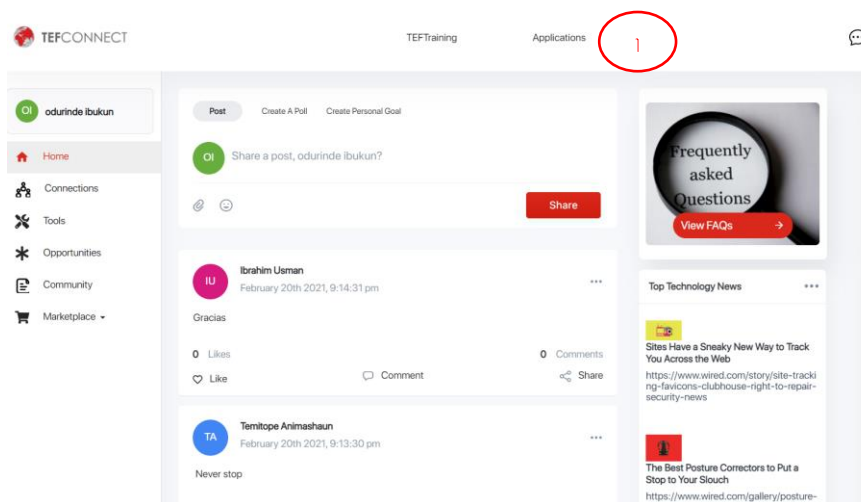 TEFCONNECT
TEFTraining
Applications
1
OI
odurinde ibukun
Home
Connections
Tools
Opportunities
Community
Marketplace
Post
Create A Poll
Create Personal Goal
OI
Share a post, odurinde ibukun?
Share
IU
Ibrahim Usman
February 20th 2021, 9:14:31 pm
Gracias
0 Likes
0 Comments
Like
Comment
Share
TA
Temitope Animashaun
February 20th 2021, 9:13:30 pm
Never stop
Frequently
asked
Questions
View FAQs
Top Technology News
Sites Have a Sneaky New Way to Track
You Across the Web
https://www.wired.com/story/site-tracki
ng-favicons-clubhouse-right-to-repair-
security-news
The Best Posture Correctors to Put a
Stop to Your Slouch
https://www.wired.com/gallery/posture-